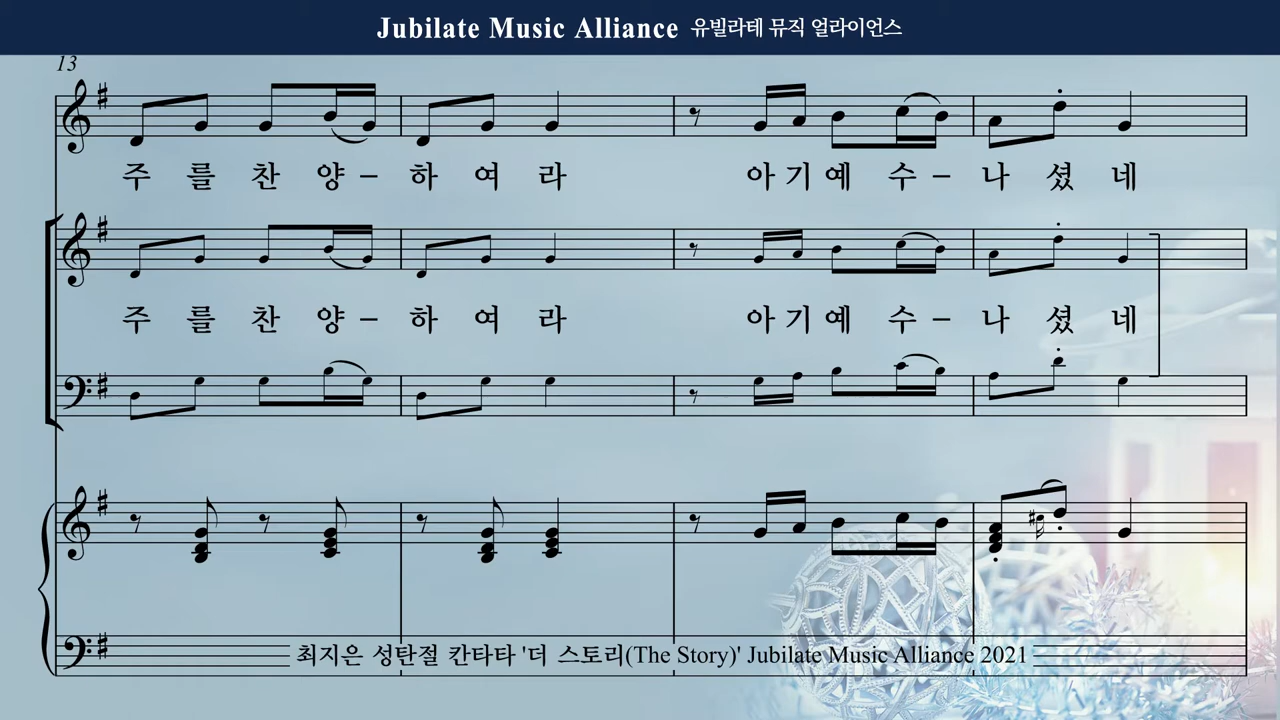 Jubilate Music Alliance 유빌라테 뮤직 얼라이언스
13
주 를 찬 양 – 하 여 라 아 기 예 수 – 나 셨 네
주 를 찬 양 – 하 여 라 아 기 예 수 – 나 셨 네
최지은 성탄절 칸타타 '더 스토리(The Story)' Jubilate Music Alliance 2021